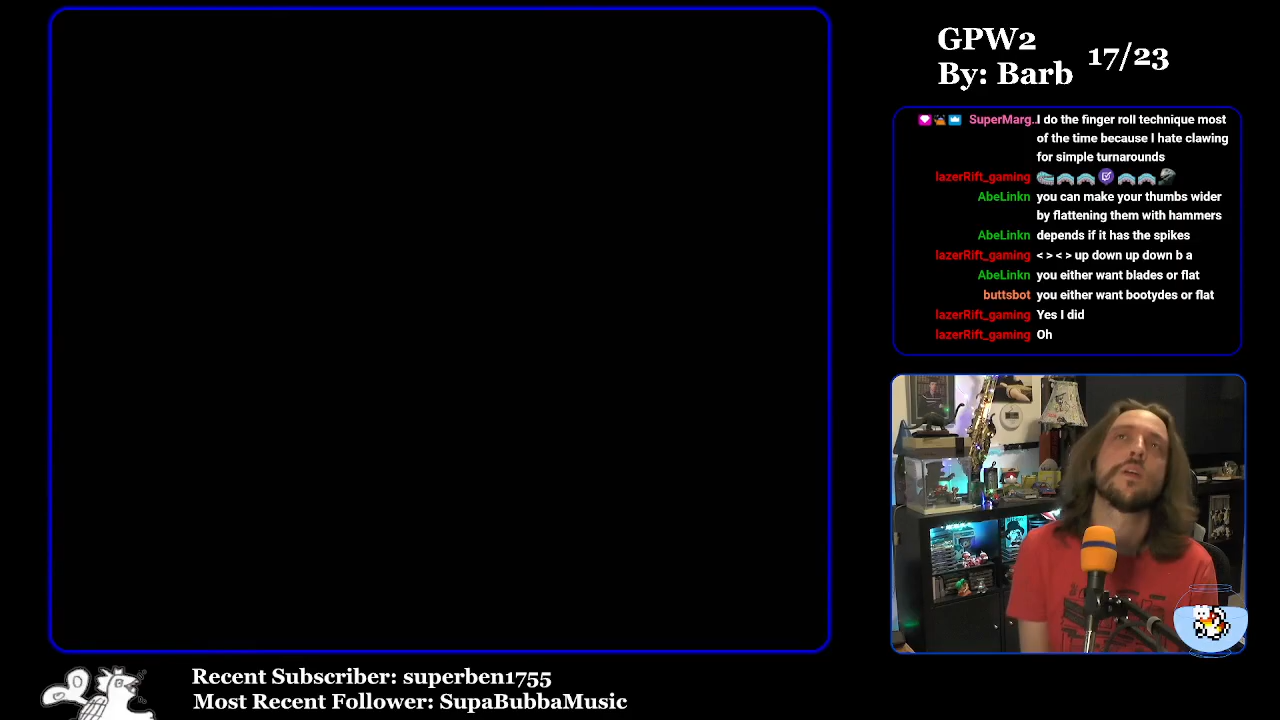 GPW2
By: Barb
17/23
SuperMarg..I do the finger roll technique most
of the time because I hate clawing
for simple turnarounds
lazerRift_gaming
AbeLinkn you can make your thumbs wider
by flattening them with hammers
AbeLinkn depends if it has the spikes
lazerRift_gaming < > < > up down up down b a
AbeLinkn you either want blades or flat
buttsbot you either want bootydes or flat
lazerRift_gaming Yes I did
lazerRift_gaming Oh
Recent Subscriber: superben1755
Most Recent Follower: SupaBubbaMusic